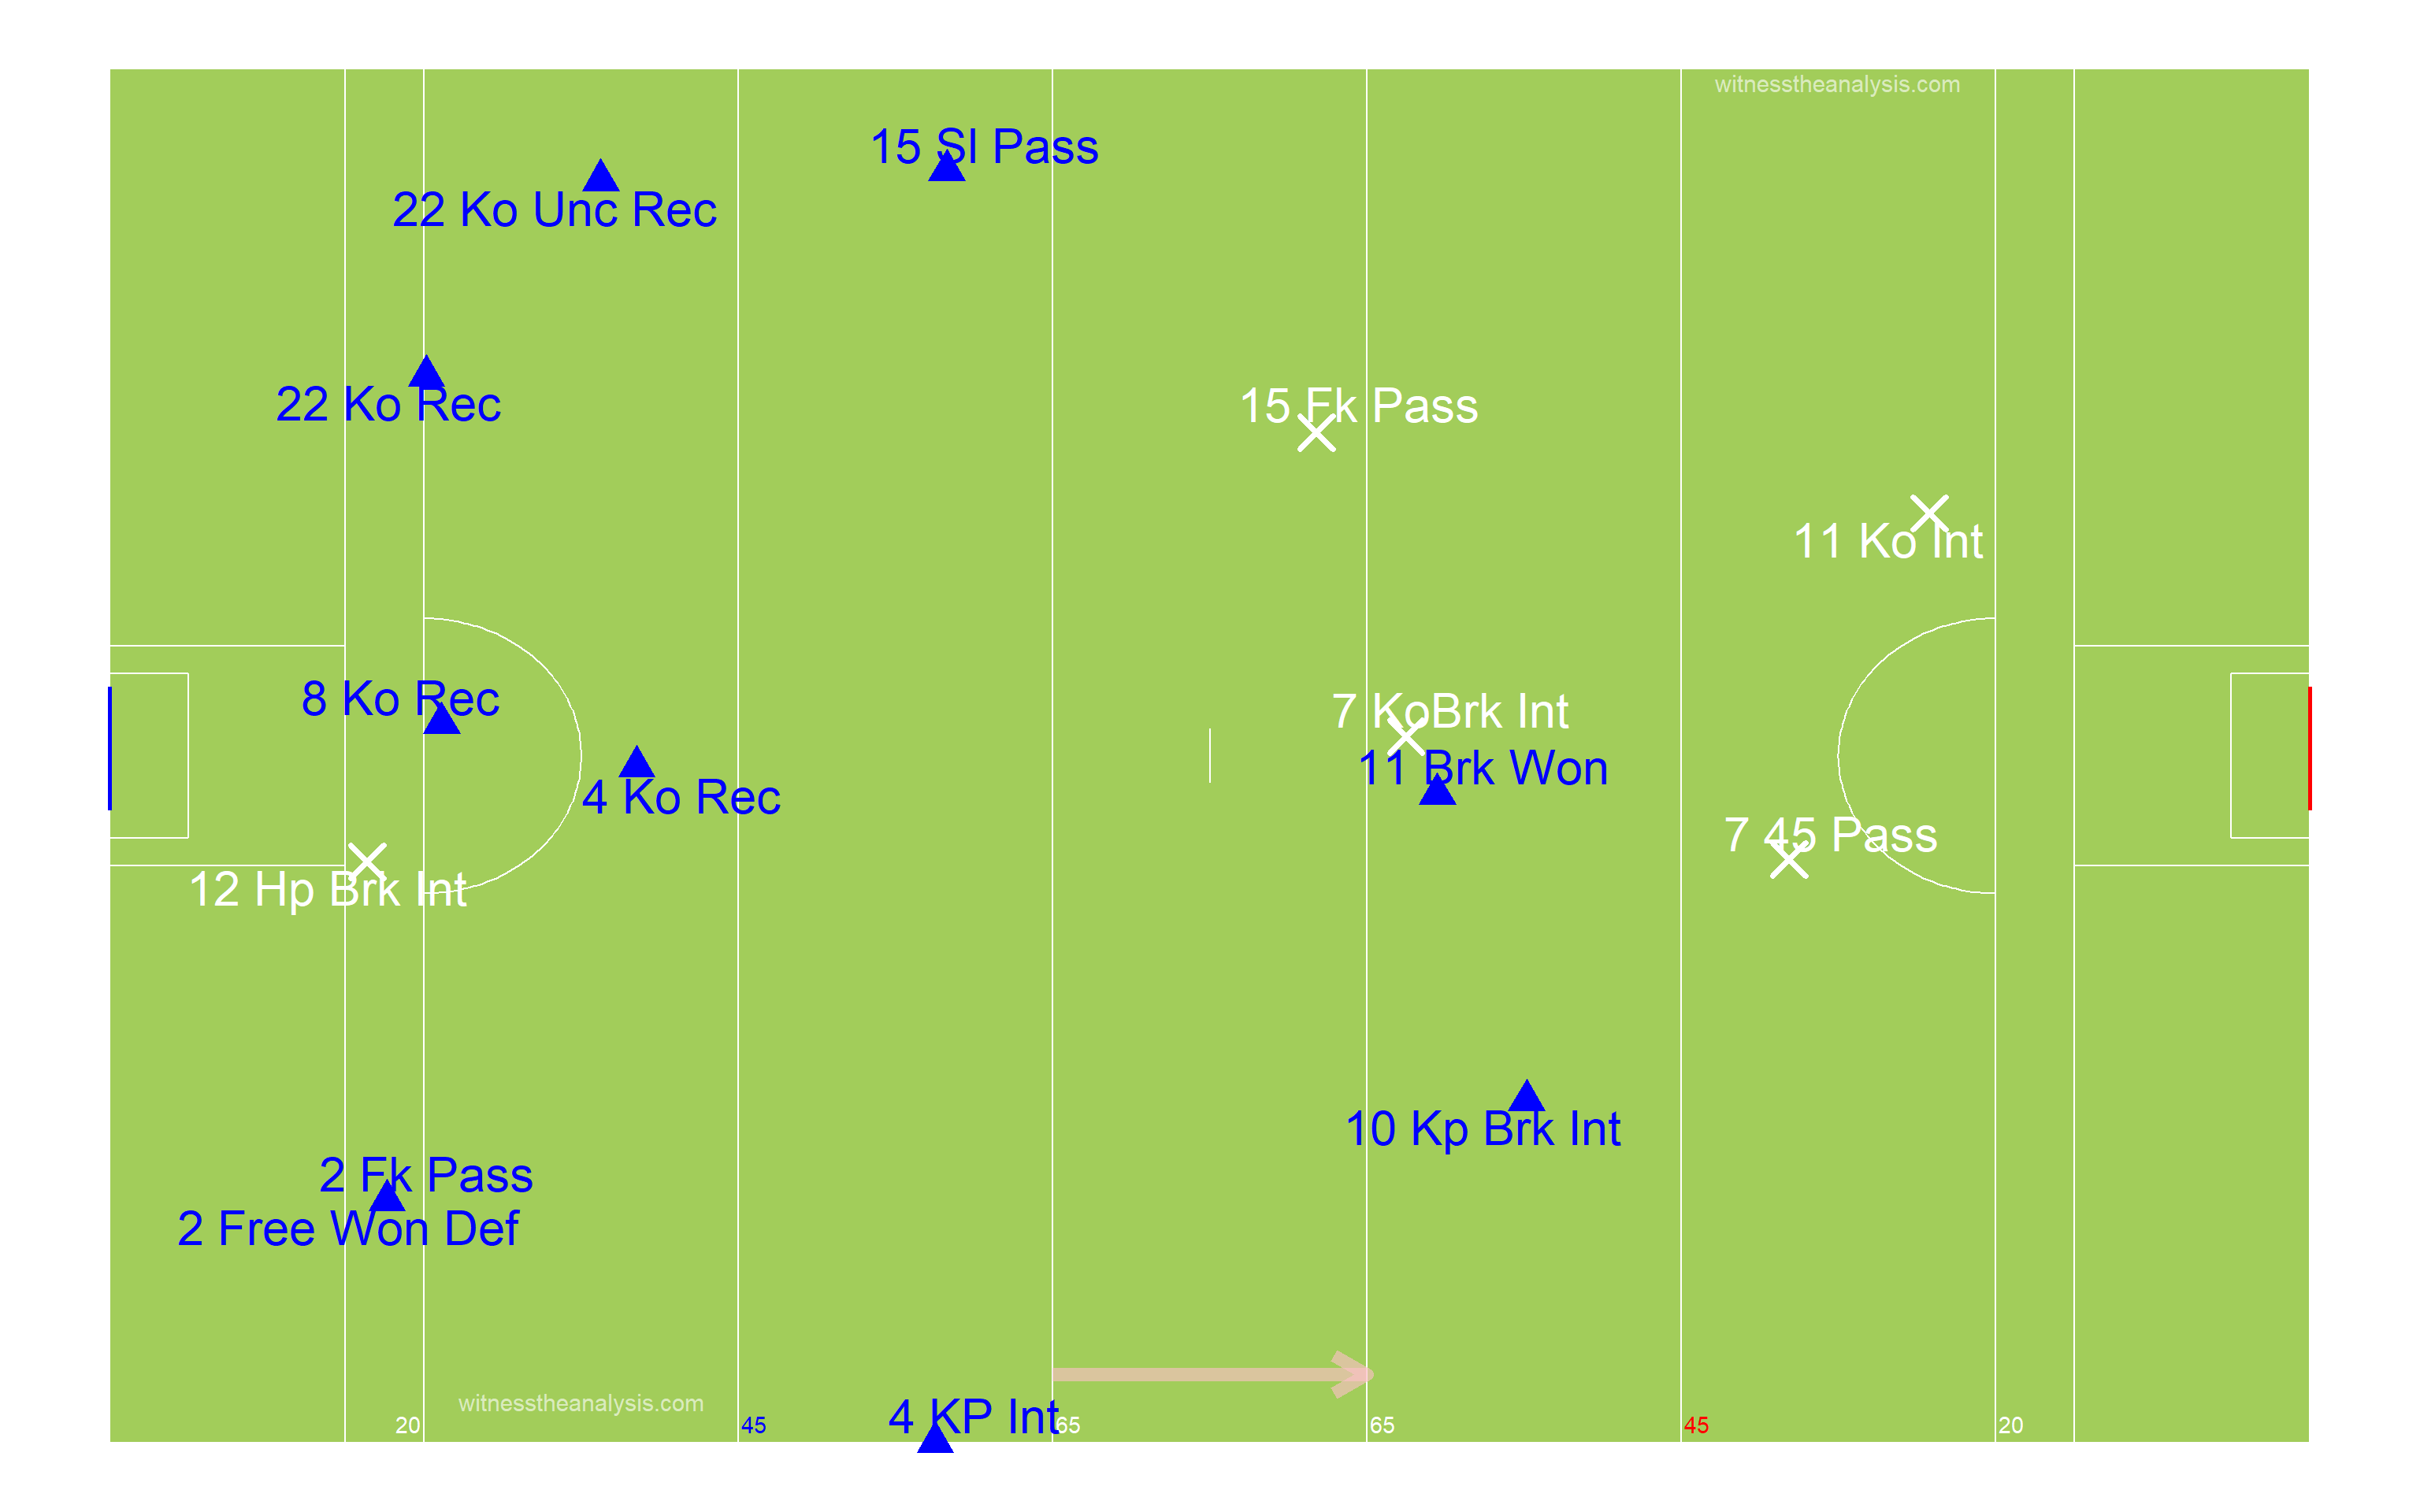 witnesstheanalysis.com
15 Sl Pass
22 Ko Unc Rec
22 Ko Rec
15 Fk Pass
11 Ko Int
8 Ko Rec
7 KoBrk Int
11 Brk Won
4 Ko Rec
7 45 Pass
12 Hp Brk Int
10 Kp Brk Int
2 Fk Pass
2 Free Won Def
witnesstheanalysis.com
4 KP Int
20
45
65
65
45
20